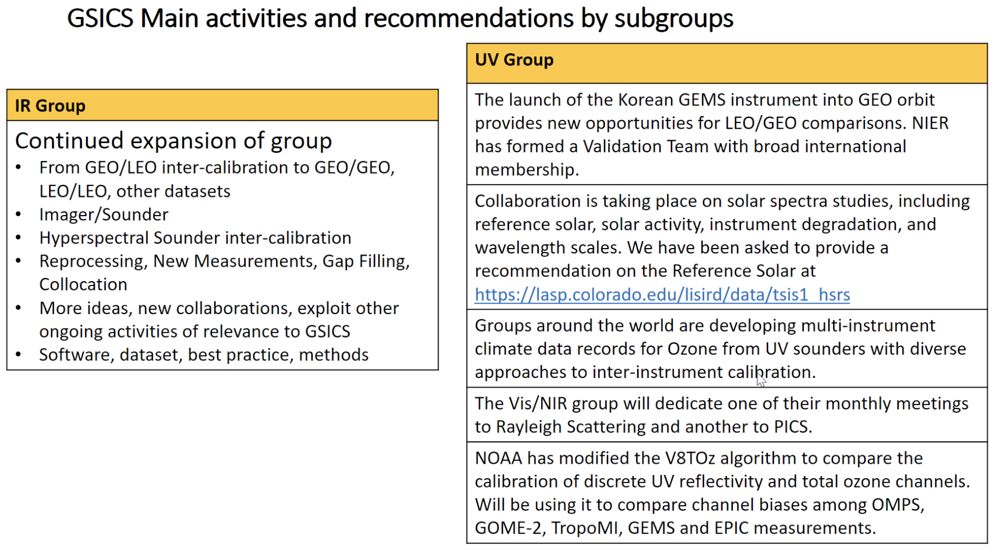 GSICS Main activities and recommendations by subgroups
IR Group
Continued expansion of group
• From GEO/LEO inter-calibration to GEO/GEO,
LEO/LEO, other datasets
• Imager/Sounder
• Hyperspectral Sounder inter-calibration
• Reprocessing, New Measurements, Gap Filling,
Collocation
• More ideas, new collaborations, exploit other
ongoing activities of relevance to GSICS
• Software, dataset, best practice, methods
UV Group
The launch of the Korean GEMS instrument into GEO orbit
provides new opportunities for LEO/GEO comparisons. NIER
has formed a Validation Team with broad international
membership.
Collaboration is taking place on solar spectra studies, including
reference solar, solar activity, instrument degradation, and
wavelength scales. We have been asked to provide a
recommendation on the Reference Solar at
https://lasp.colorado.edu/lisird/data/tsis1_hsrs
Groups around the world are developing multi-instrument
climate data records for Ozone from UV sounders with diverse
approaches to inter-instrument calibration.
The Vis/NIR group will dedicate one of their monthly meetings
to Rayleigh Scattering and another to PICS.
NOAA has modified the V8TOz algorithm to compare the
calibration of discrete UV reflectivity and total ozone channels.
Will be using it to compare channel biases among OMPS,
GOME-2, TropoMI, GEMS and EPIC measurements.